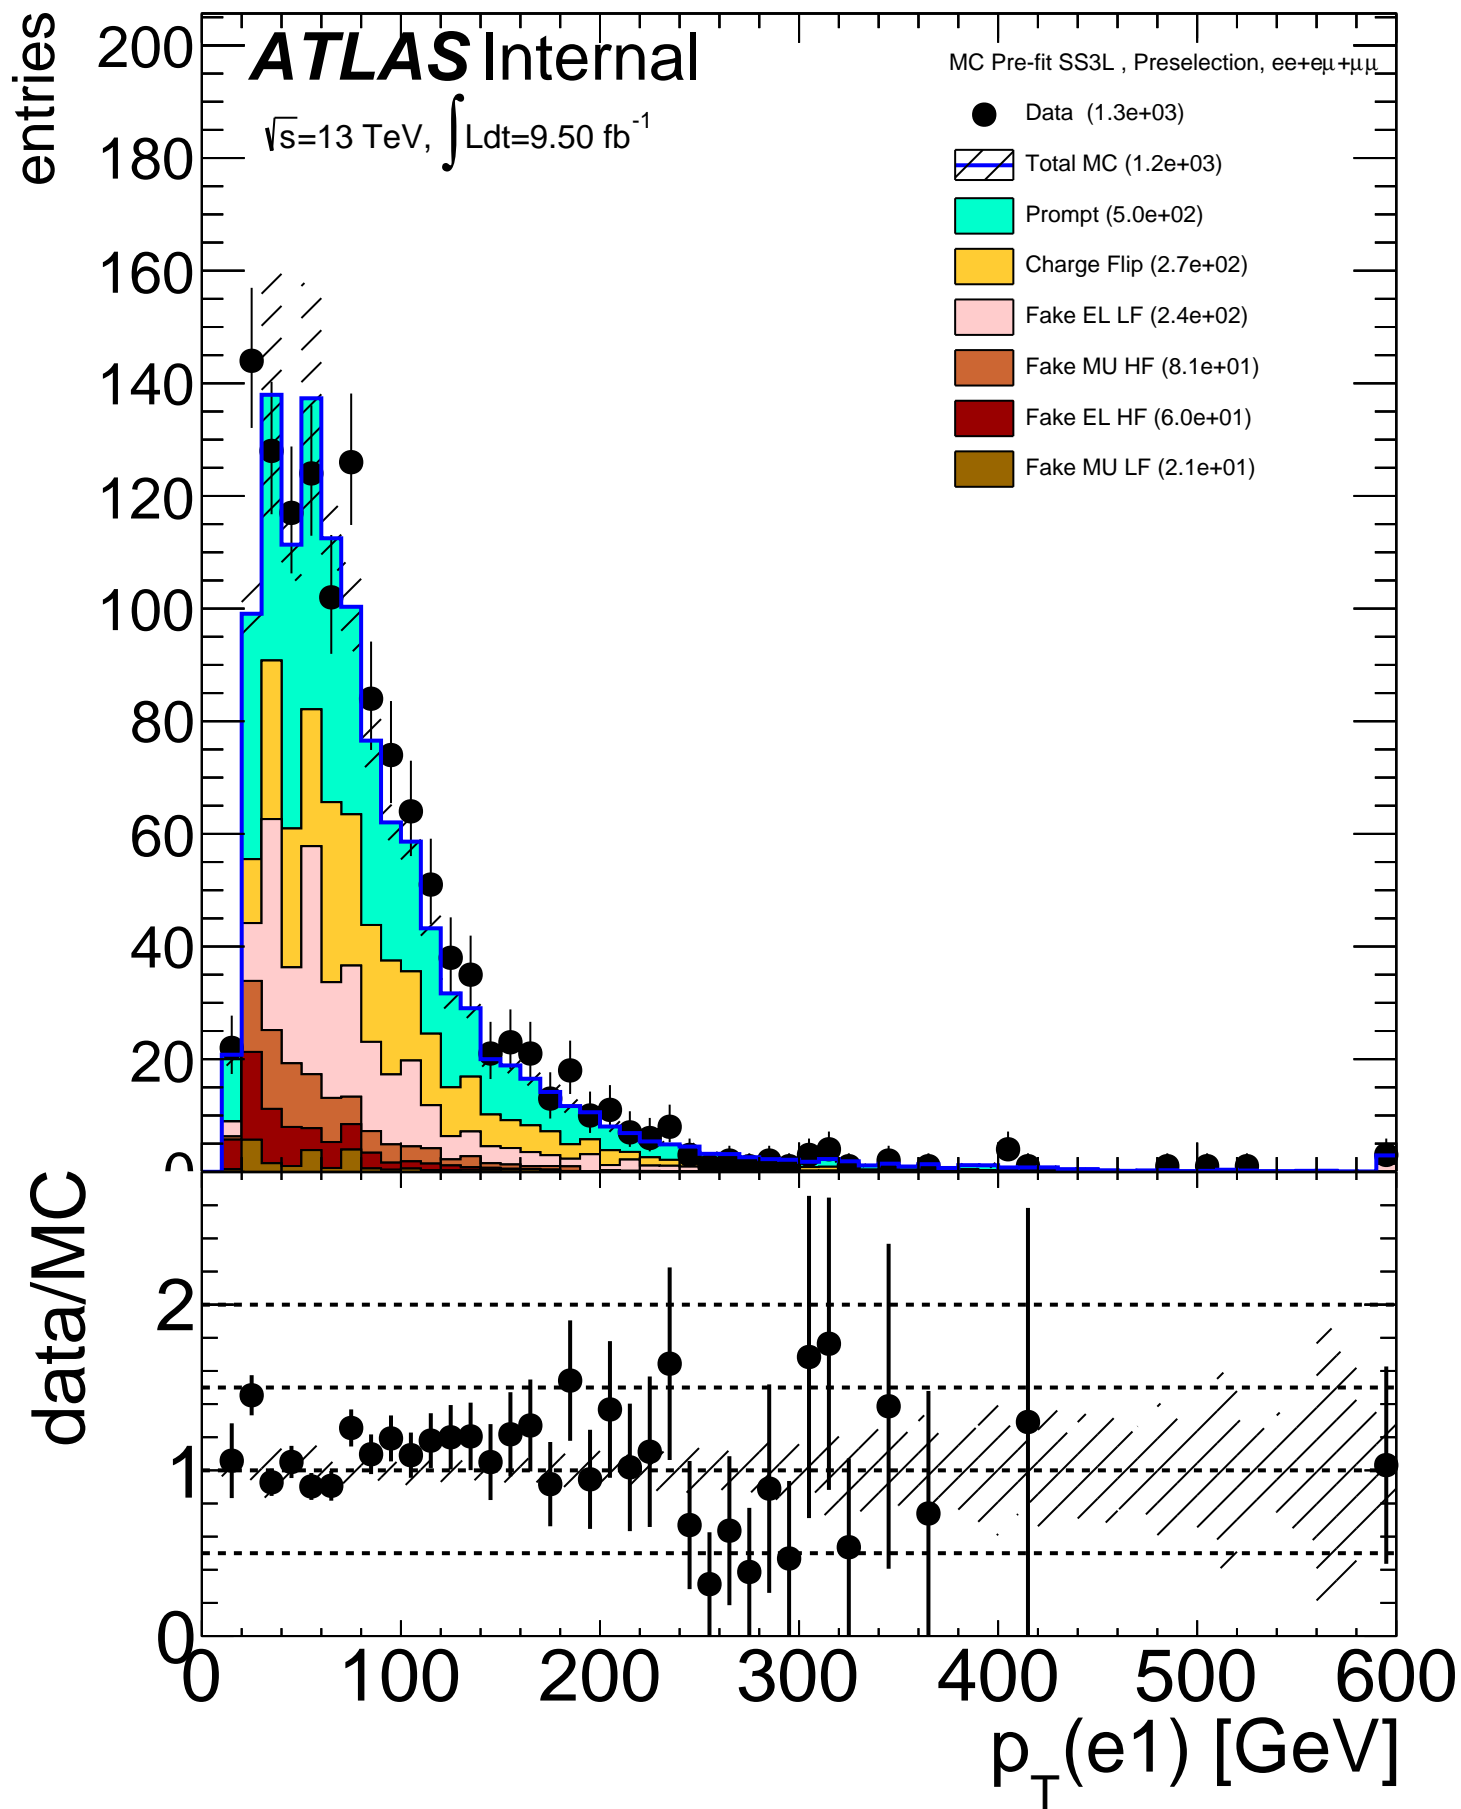 entries
200
180
160
140
120
100
80
60
40
20
0
ATLAS Internal
√s=13 TeV, ∫Ldt=9.50 fb-1
MC Pre-fit SS3L , Preselection, ee+eμ+μμ
Data (1.3e+03)
Total MC (1.2e+03)
Prompt (5.0e+02)
Charge Flip (2.7e+02)
Fake EL LF (2.4e+02)
Fake MU HF (8.1e+01)
Fake EL HF (6.0e+01)
Fake MU LF (2.1e+01)
data/MC
2
1
0
0 100 200 300 400 500 600
pT(e1) [GeV]